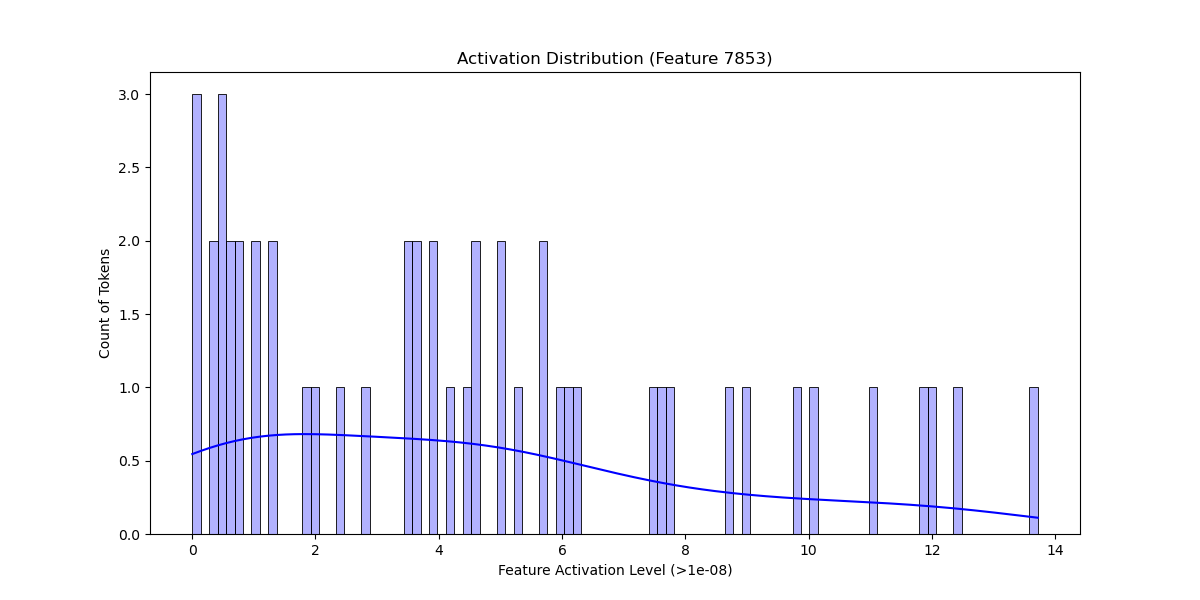 Activation Distribution (Feature 7853)
3.0
2.5
2.0
1.5
1.0
0.5
0.0
Count of Tokens
0 2 4 6 8 10 12 14
Feature Activation Level (>1e-08)